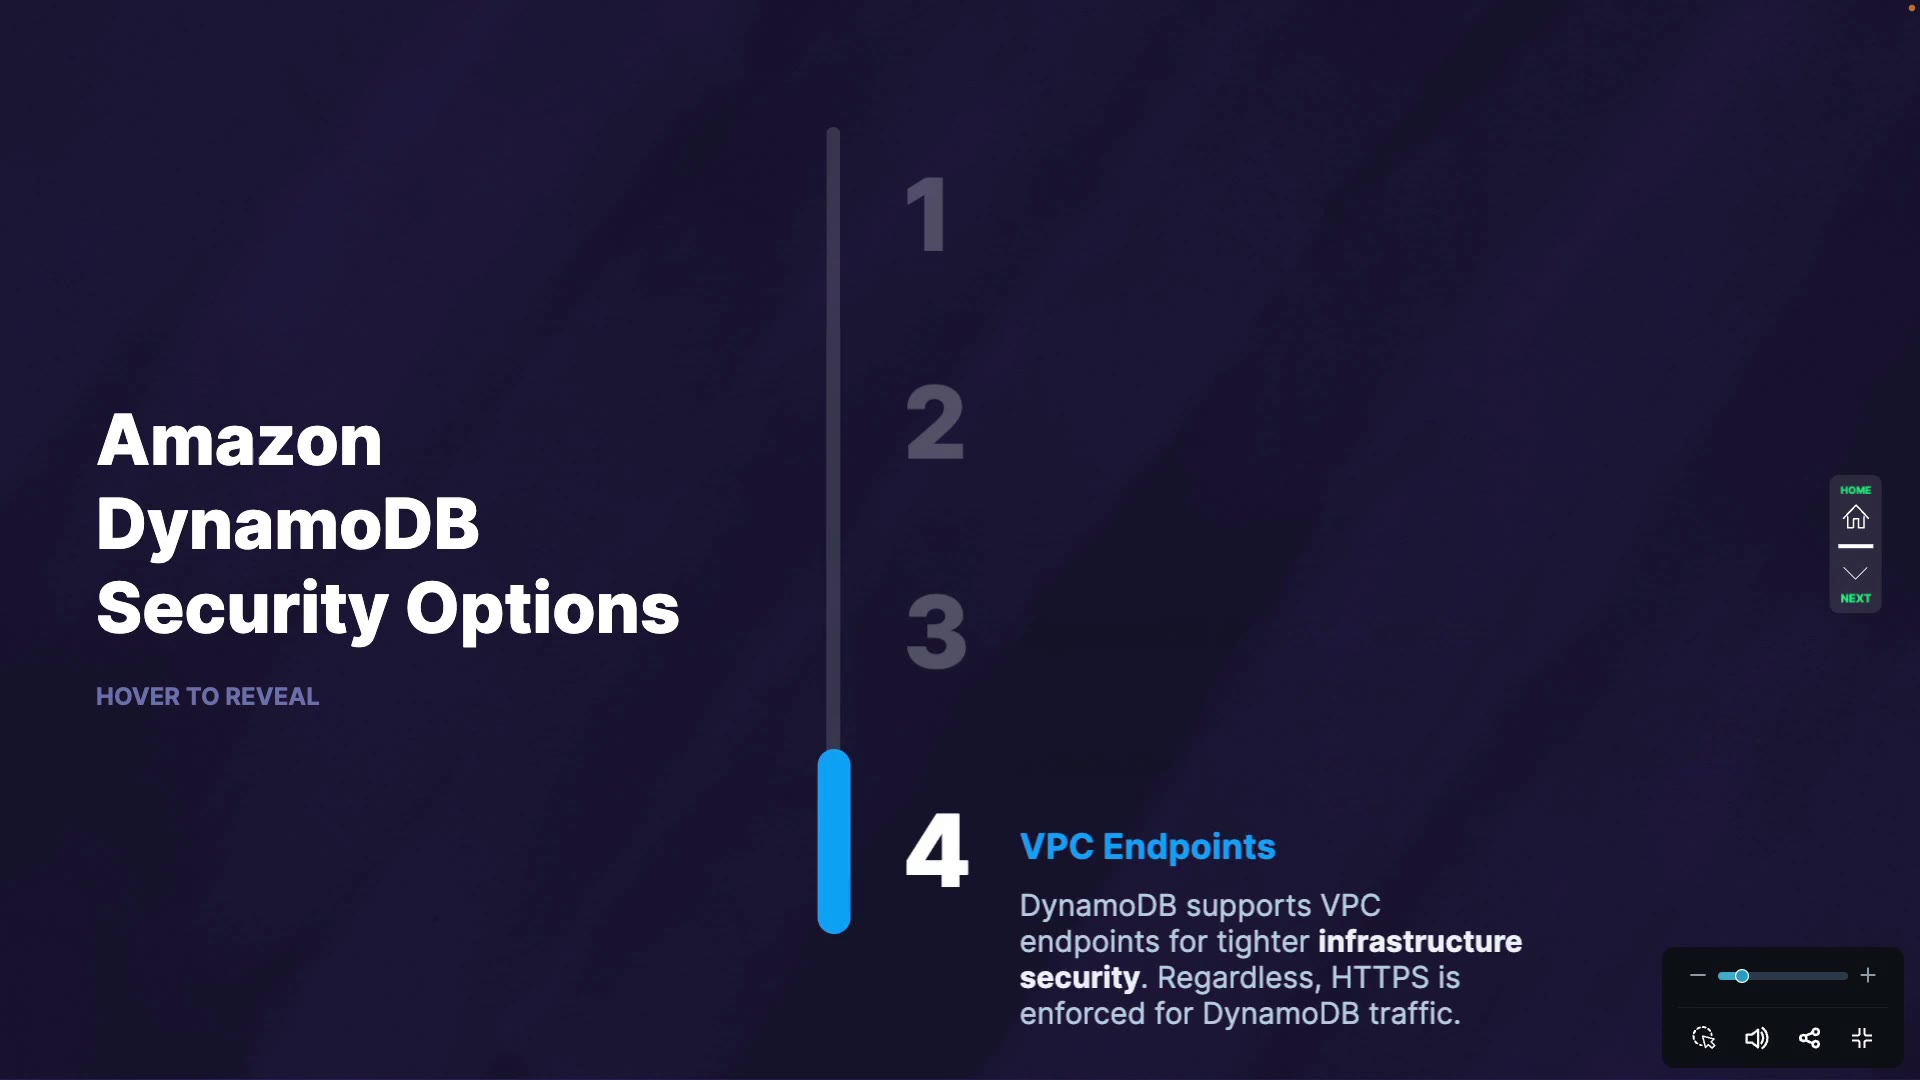 Amazon
DynamoDB
Security Options
HOVER TO REVEAL
1
2
3
4
VPC Endpoints
DynamoDB supports VPC
endpoints for tighter infrastructure
security. Regardless, HTTPS is
enforced for DynamoDB traffic.
HOME
NEXT